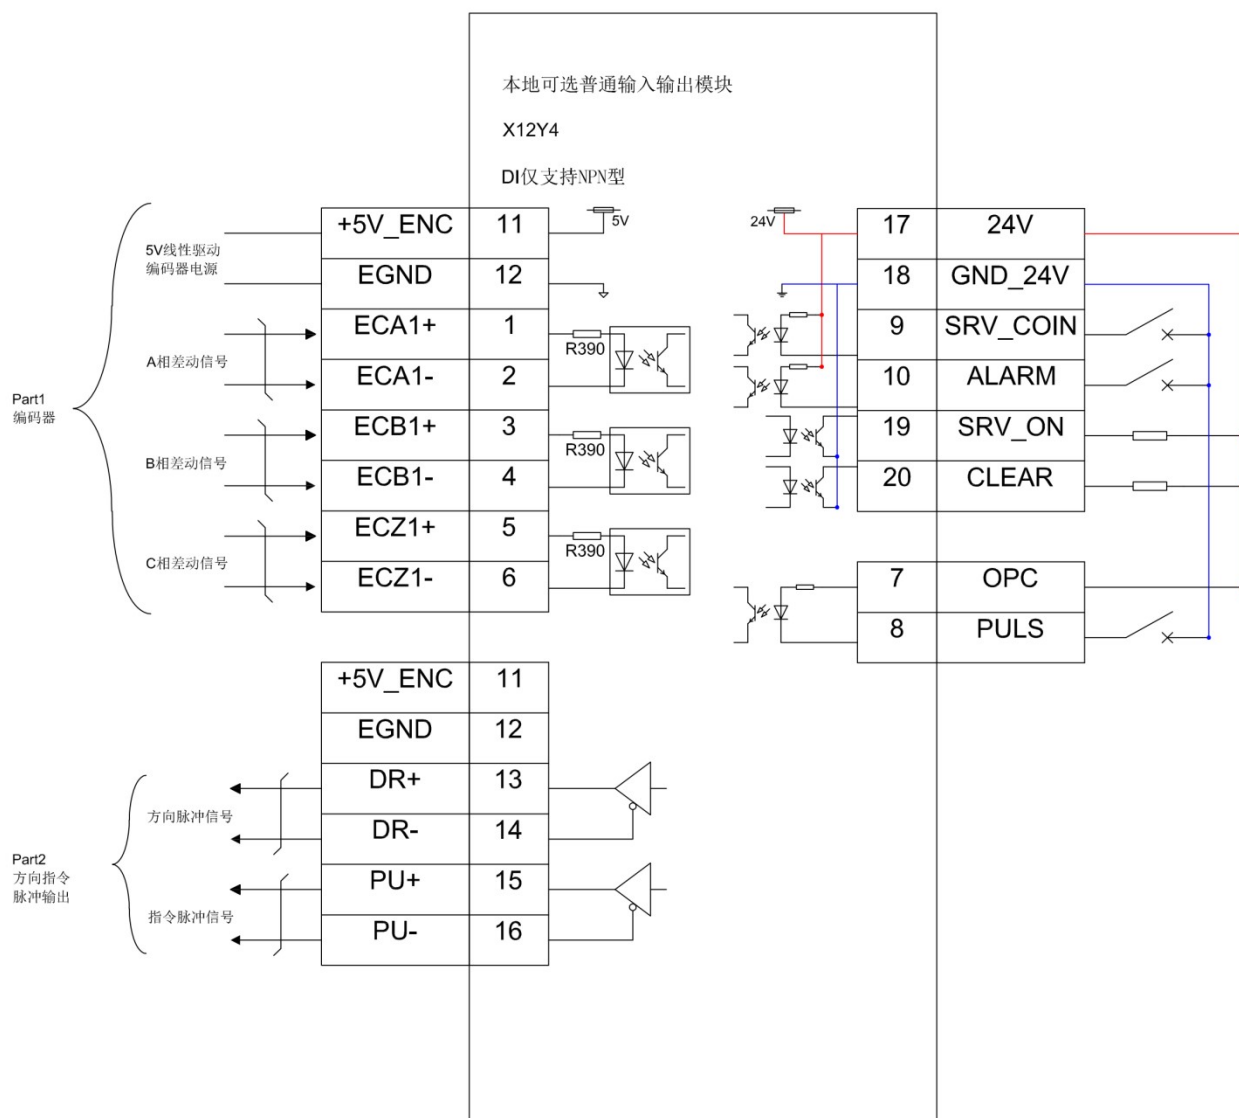 本地可选普通输入输出模块
X12Y4
DI仅支持NPN型
Part1
编码器
5V线性驱动
编码器电源
A相差动信号
B相差动信号
C相差动信号
+5V_ENC 11 5V
EGND 12
ECA1+ 1 R390
ECA1- 2
ECB1+ 3 R390
ECB1- 4
ECZ1+ 5 R390
ECZ1- 6
24V 17 24V
18 GND_24V
9 SRV_COIN
10 ALARM
19 SRV_ON
20 CLEAR
7 OPC
8 PULS
Part2
方向指令
脉冲输出
方向脉冲信号
指令脉冲信号
+5V_ENC 11
EGND 12
DR+ 13
DR- 14
PU+ 15
PU- 16